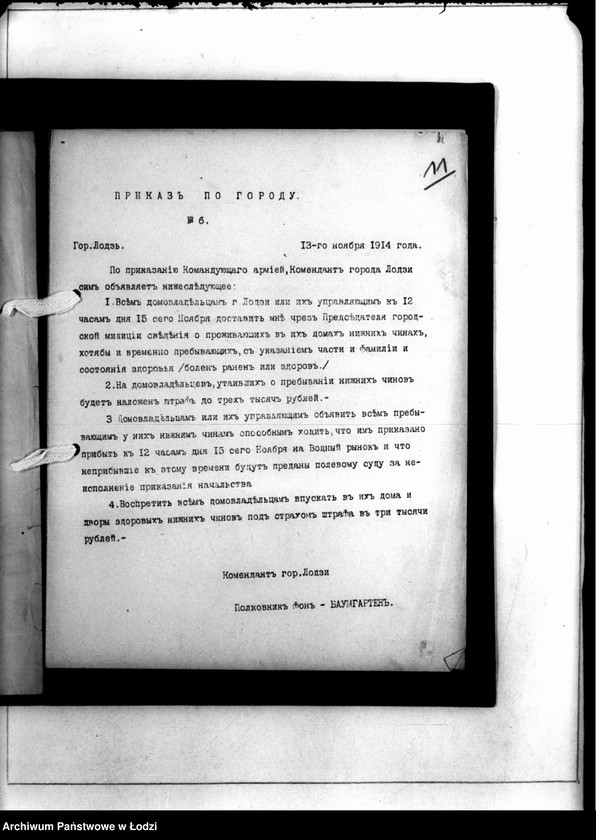 11
ПРИКАЗЪ ПО ГОРОДУ.
№ 6.
Гор.Лодзь. 13-го ноября 1914 года.
По приказанію Командующаго арміей,Комендантъ города Лодзи
симъ объявляетъ нижеслѣдующее:
I.Всѣмъ домовладѣльцамъ г Лодзи или ихъ управляющимъ къ 12
часамъ дня 15 сего Ноября доставить мнѣ чрезъ Предсѣдателя город-
ской милиціи свѣдѣнія о проживающихъ въ ихъ домахъ нижнихъ чинахъ,
хотябы и временно пребывающихъ,съ указаніемъ части и Фамиліи и
состоянія здоровья /боленъ раненъ или здоровъ./
2.На домовладѣльцевъ,утаившихъ о пребываніи нижнихъ чиновъ
будетъ наложенъ штрафъ до трехъ тысячъ рублей.-
3 Домовладѣльцамъ или ихъ управляющимъ объявить всѣмъ пребы-
вающимъ у нихъ нижнимъ чинамъ способнымъ ходить,что имъ приказано
прибыть къ 12 часамъ дня 15 сего Ноября на Водный рынокъ и что
неприбывшіе къ этому времени будутъ преданы полевому суду за не-
исполненіе приказанія начальства
4.Воспретить всѣмъ домовладѣльцамъ впускать въ ихъ дома и
дворы здоровыхъ нижнихъ чиновъ подъ страхомъ штрафа въ три тысячи
рублей.-
Комендантъ гор.Лодзи
Полковникъ Фонъ - БАУМГАРТЕНЪ.
Archiwum Państwowe w Łodzi